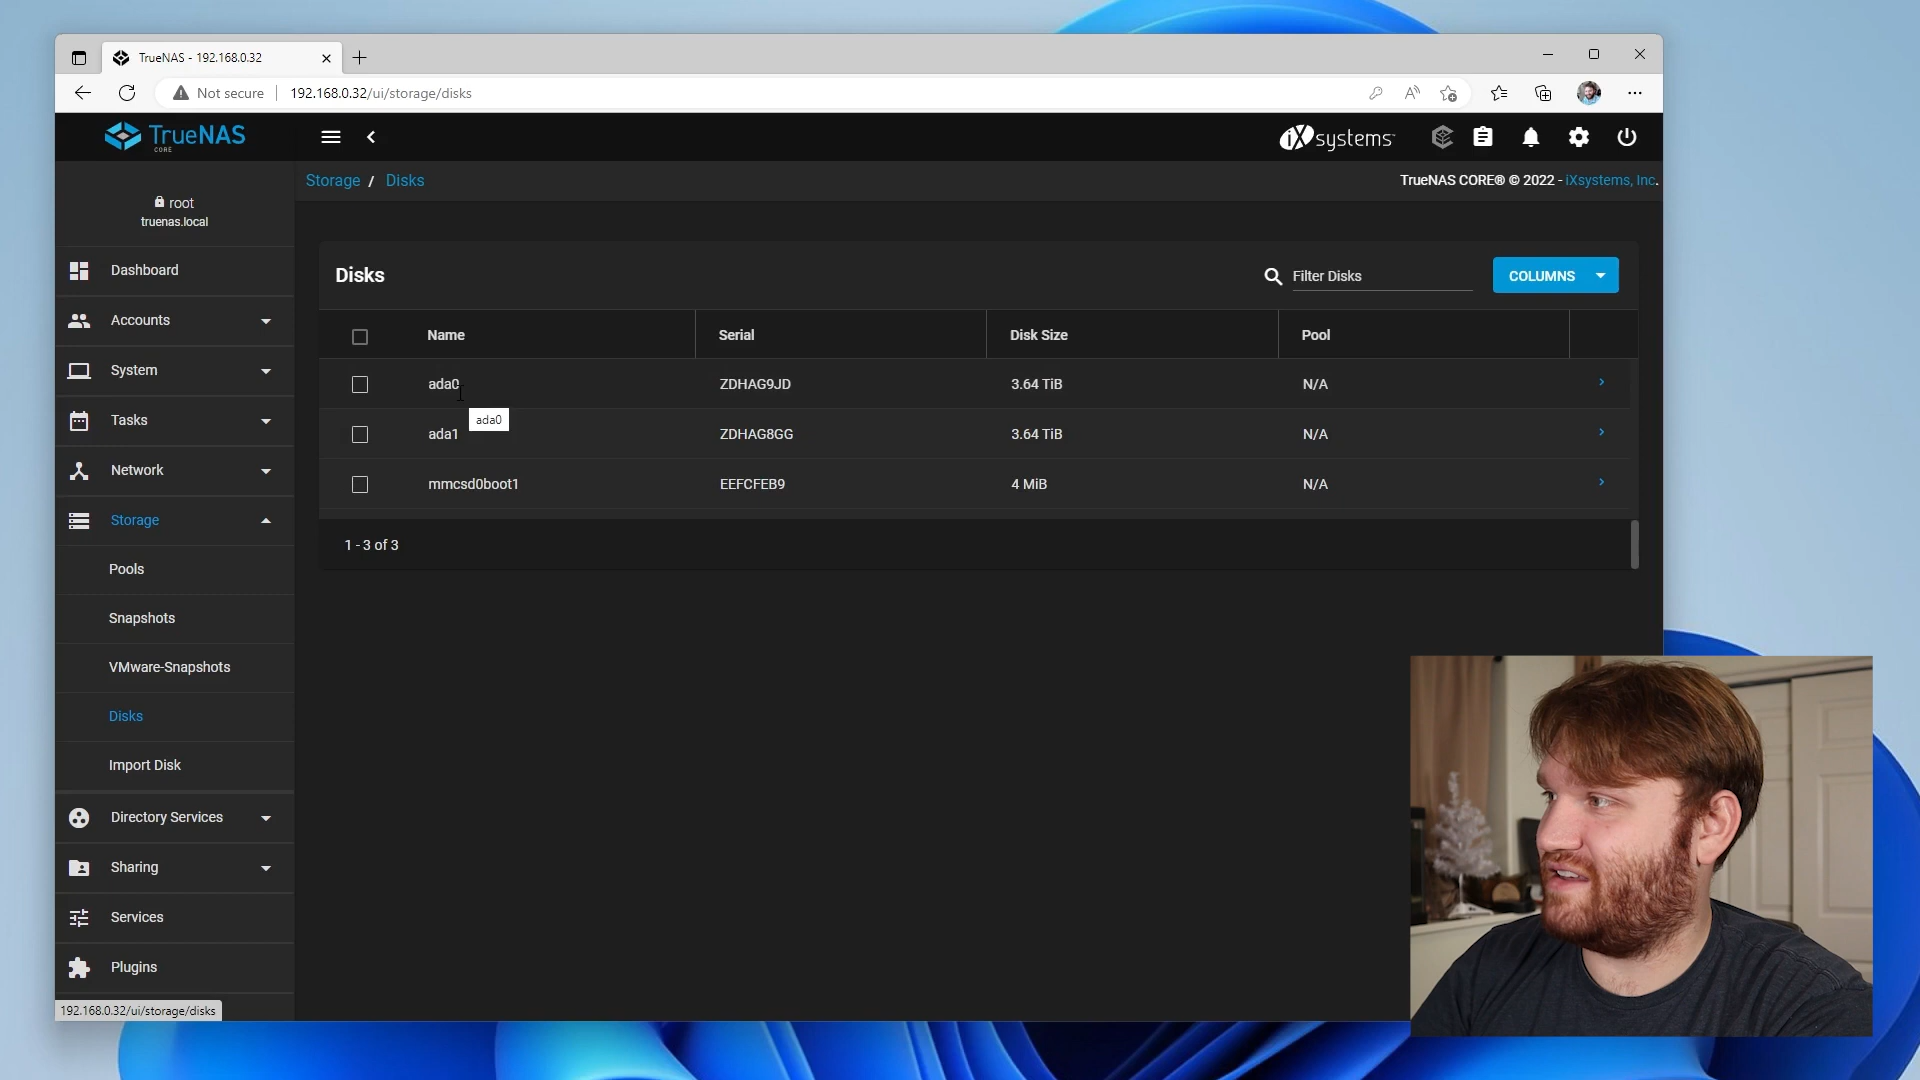 TrueNAS - 192.168.0.32
Not secure
192.168.0.32/ui/storage/disks
TrueNAS
CORE
iXsystems
Storage / Disks
TrueNAS CORE® © 2022 - iXsystems, Inc.
root
truenas.local
Dashboard
Accounts
System
Tasks
Network
Storage
Pools
Snapshots
VMware-Snapshots
Disks
Import Disk
Directory Services
Sharing
Services
Plugins
192.168.0.32/ui/storage/disks
Disks
Filter Disks
COLUMNS
Name Serial Disk Size Pool
ada0 ZDHAG9JD 3.64 TiB N/A
ada0
ada1 ZDHAG8GG 3.64 TiB N/A
mmcsd0boot1 EEFCFEB9 4 MiB N/A
1 - 3 of 3